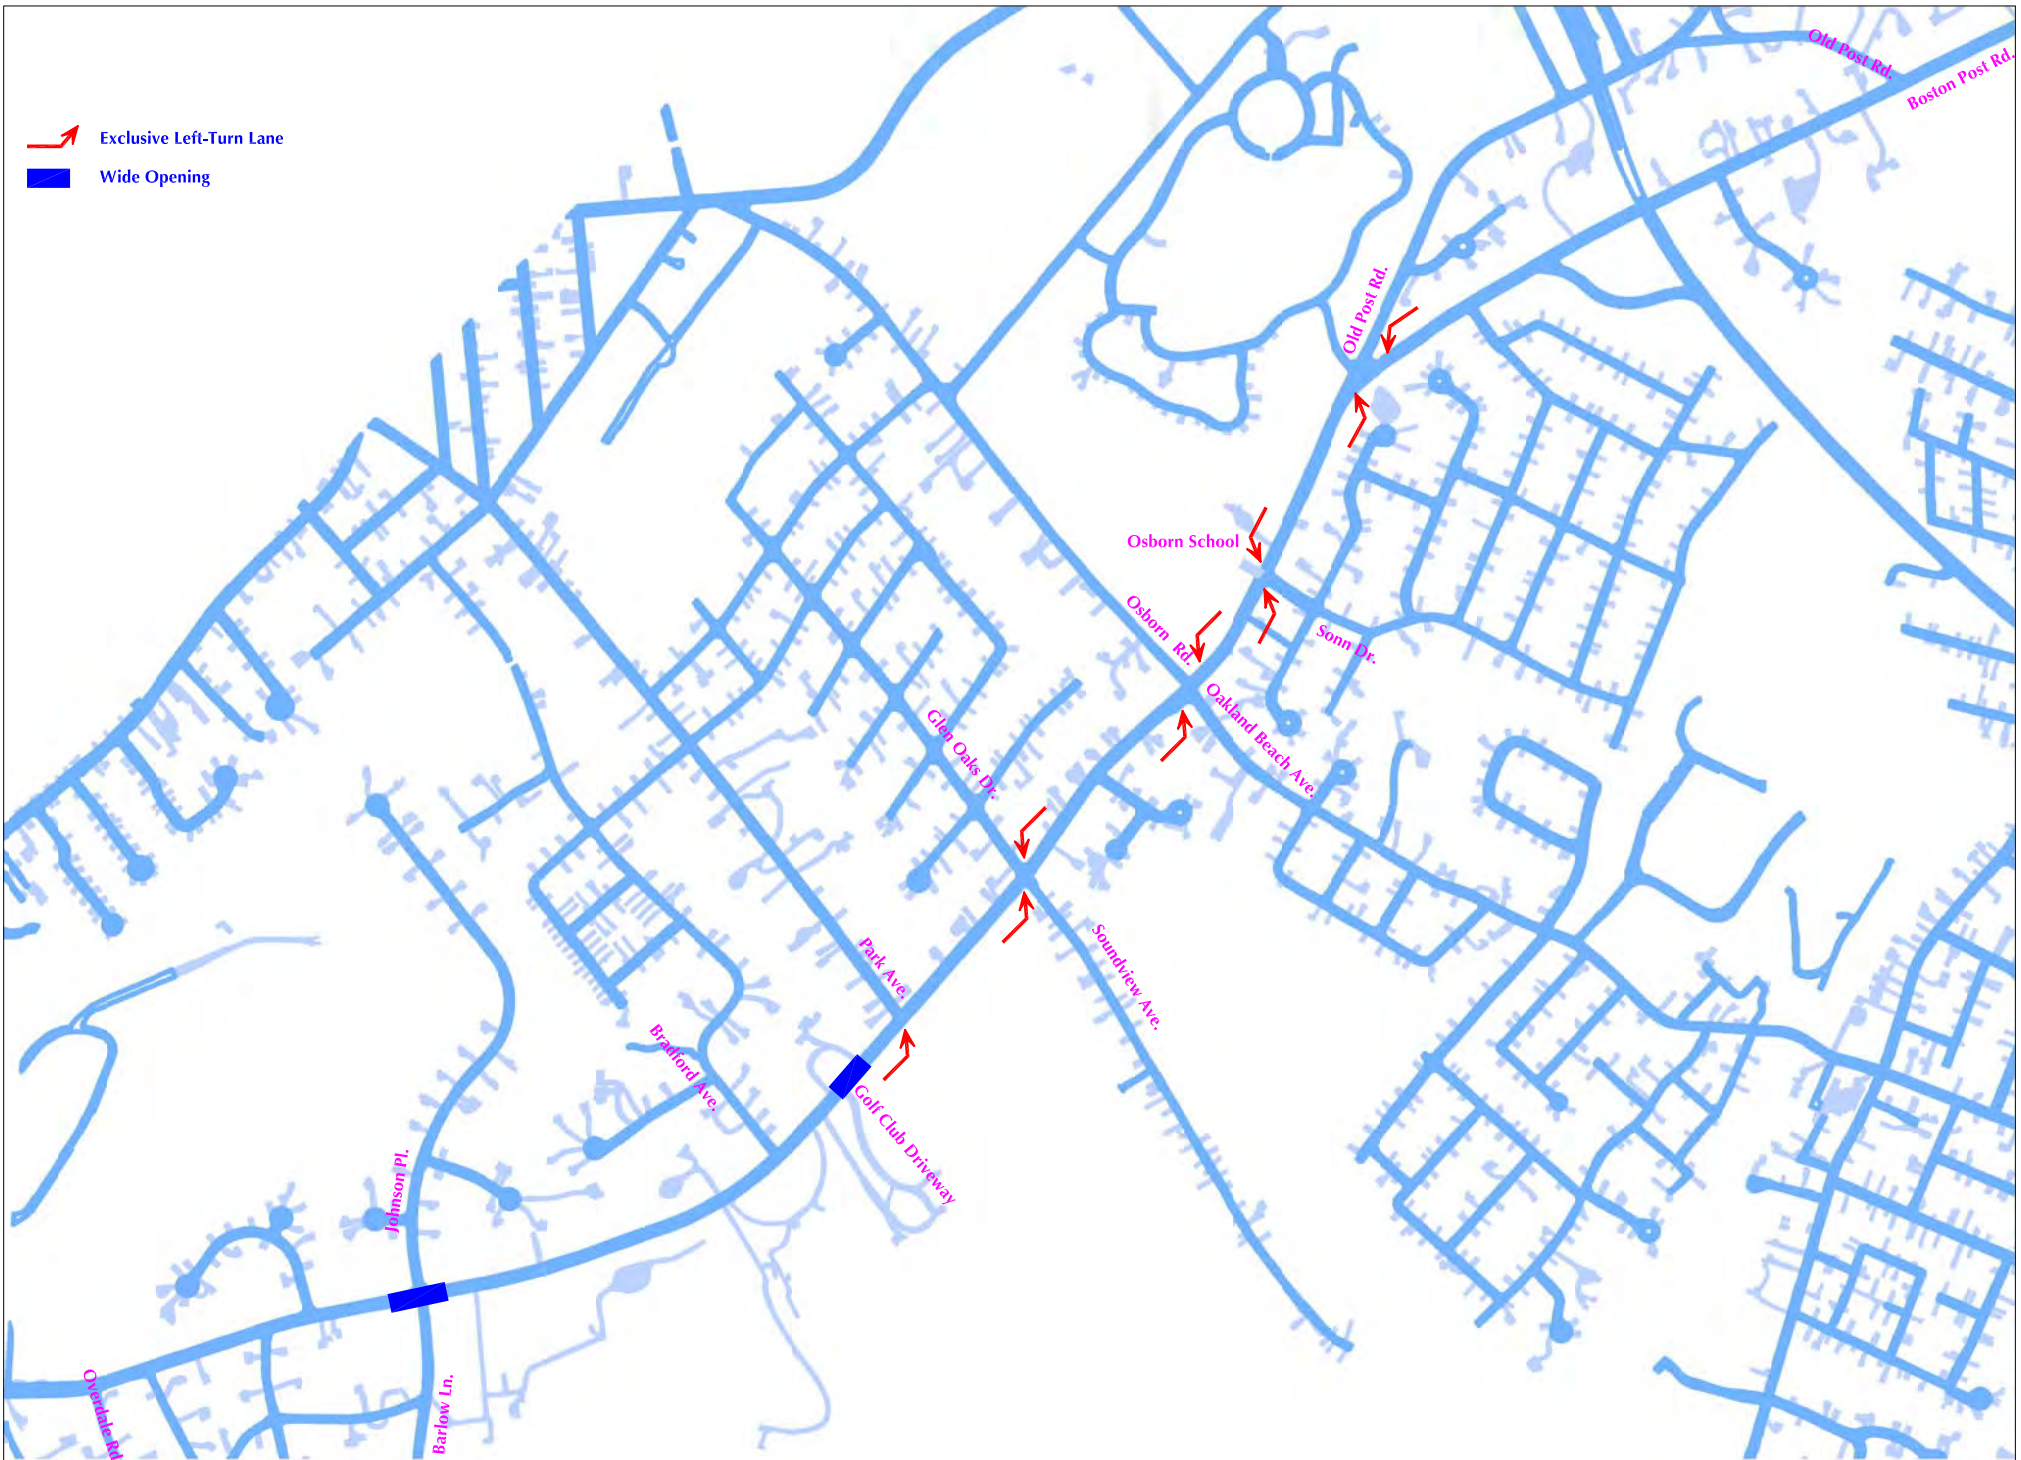 Old Post Rd.
Boston Post Rd.
Exclusive Left-Turn Lane
Wide Opening
Old Post Rd.
Osborn School
Osborn Rd.
Sonn Dr.
Oakland Beach Ave.
Glen Oaks Dr.
Soundview Ave.
Park Ave.
Bradford Ave.
Golf Club Driveway
Johnson Pl.
Overdale Rd
Barlow Ln.